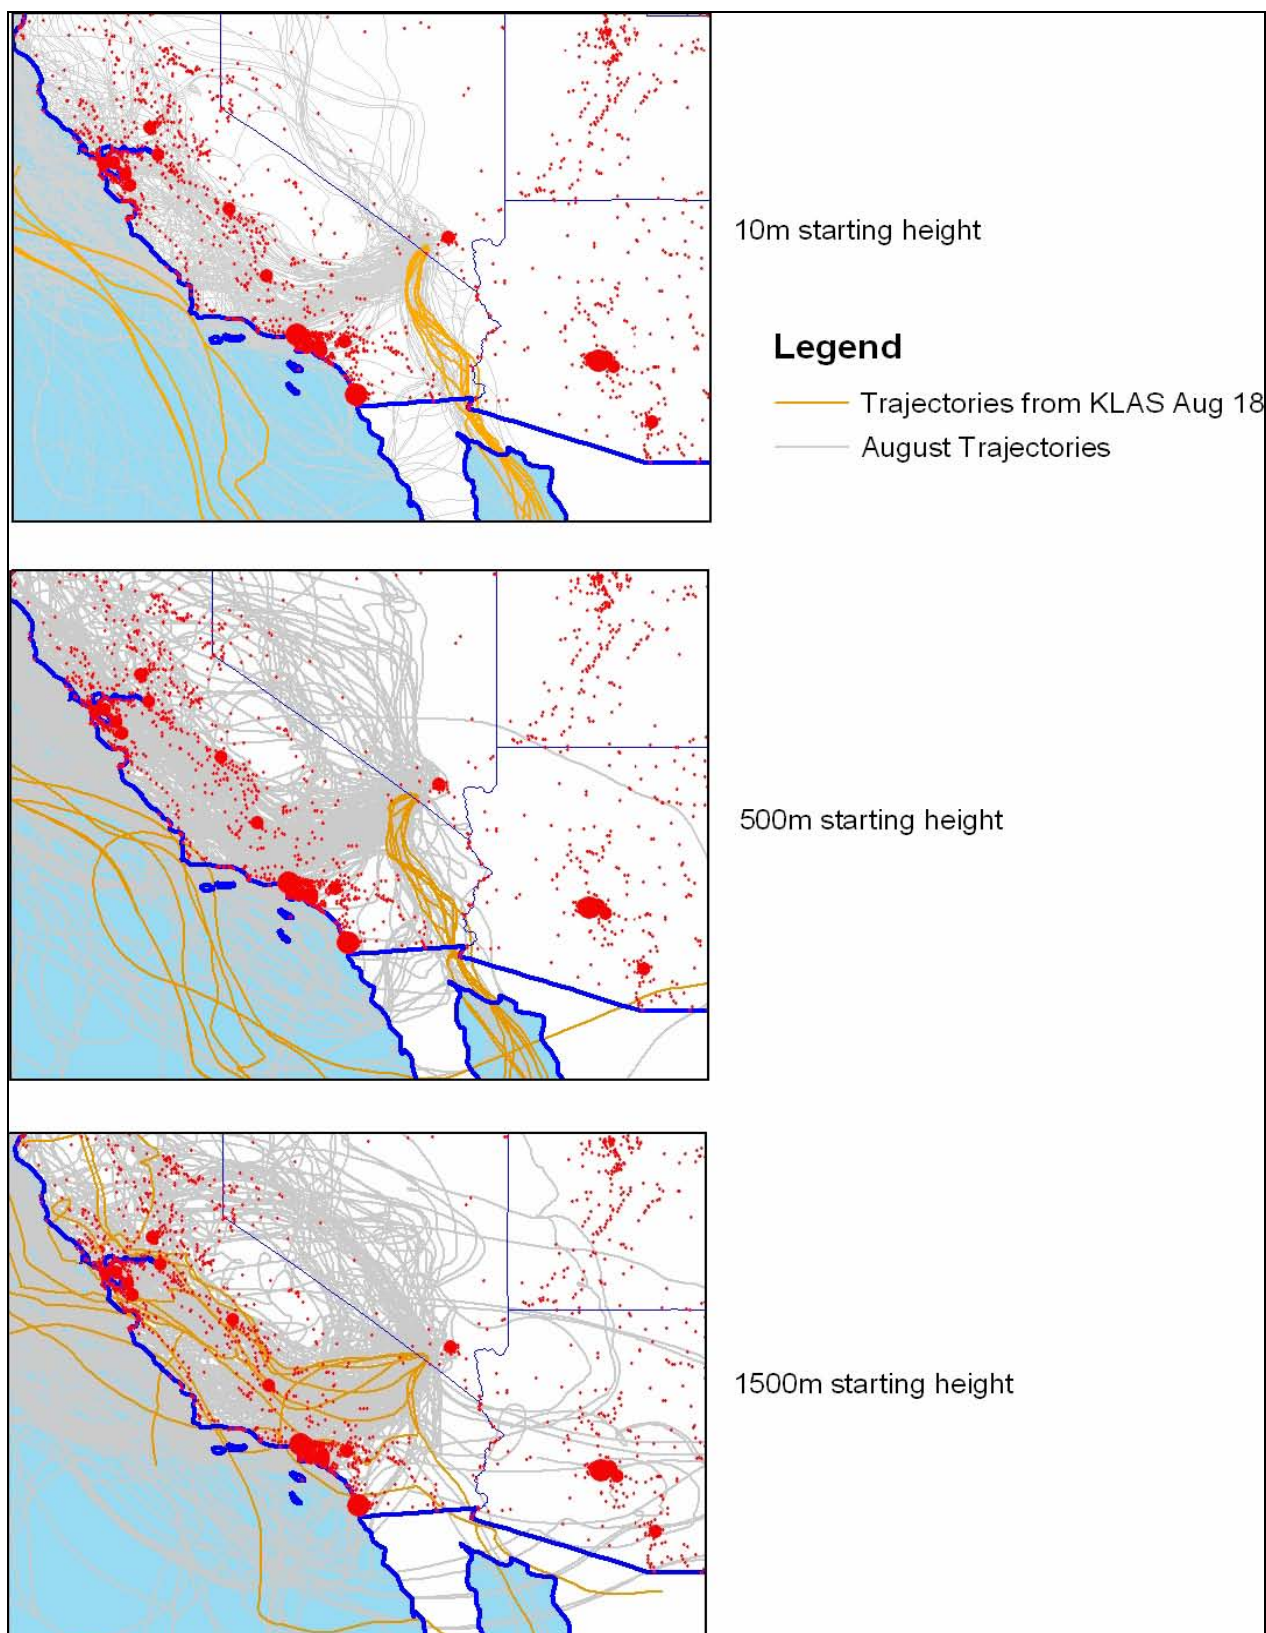 10m starting height
Legend
Trajectories from KLAS Aug 18
August Trajectories
500m starting height
1500m starting height